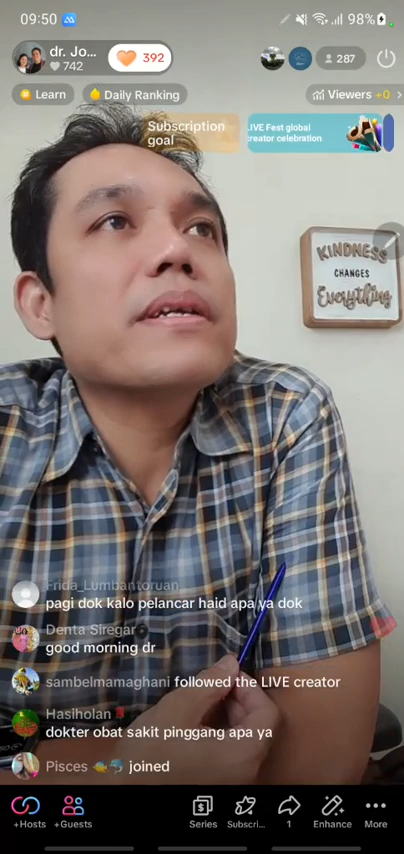 09:50
98%
dr. Jo...
742
392
287
Learn
Daily Ranking
Viewers +0 >
Subscription
goal
LIVE Fest global
creator celebration
KINDNESS
CHANGES
Everything
Frida_Lumbantoruan
pagi dok kalo pelancar haid apa ya dok
Denta Siregar
good morning dr
sambelmamaghani followed the LIVE creator
Hasiholan
dokter obat sakit pinggang apa ya
Pisces joined
+Hosts
+Guests
Series
Subscri...
1
Enhance
More